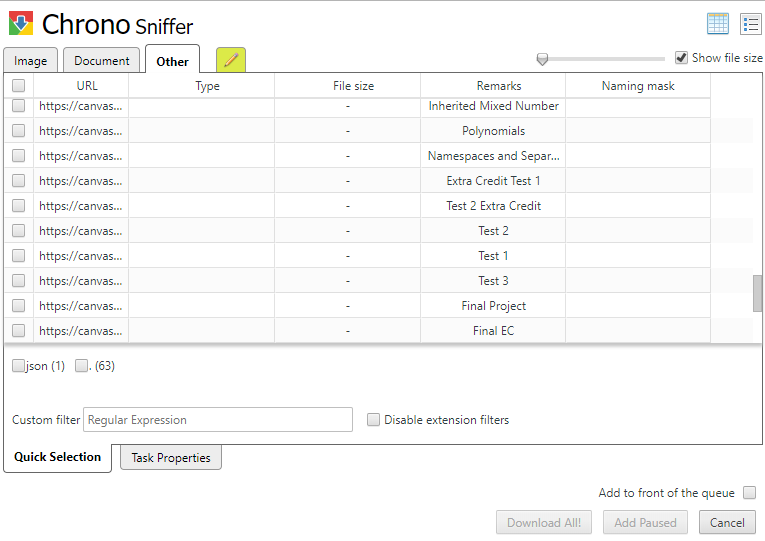 Chrono Sniffer
Image Document Other Show file size
URL Type File size Remarks Naming mask
https://canvas... - Inherited Mixed Number
https://canvas... - Polynomials
https://canvas... - Namespaces and Separ...
https://canvas... - Extra Credit Test 1
https://canvas... - Test 2 Extra Credit
https://canvas... - Test 2
https://canvas... - Test 1
https://canvas... - Test 3
https://canvas... - Final Project
https://canvas... - Final EC
json (1) . (63)
Custom filter Regular Expression Disable extension filters
Quick Selection Task Properties
Add to front of the queue
Download All! Add Paused Cancel